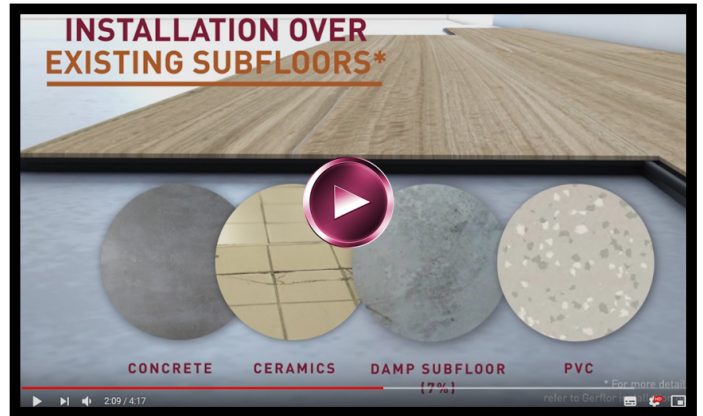 INSTALLATION OVER
EXISTING SUBFLOORS*
CONCRETE
CERAMICS
DAMP SUBFLOOR
(7%)
PVC
* For more detail
refer to Gerflor
2:09 / 4:17